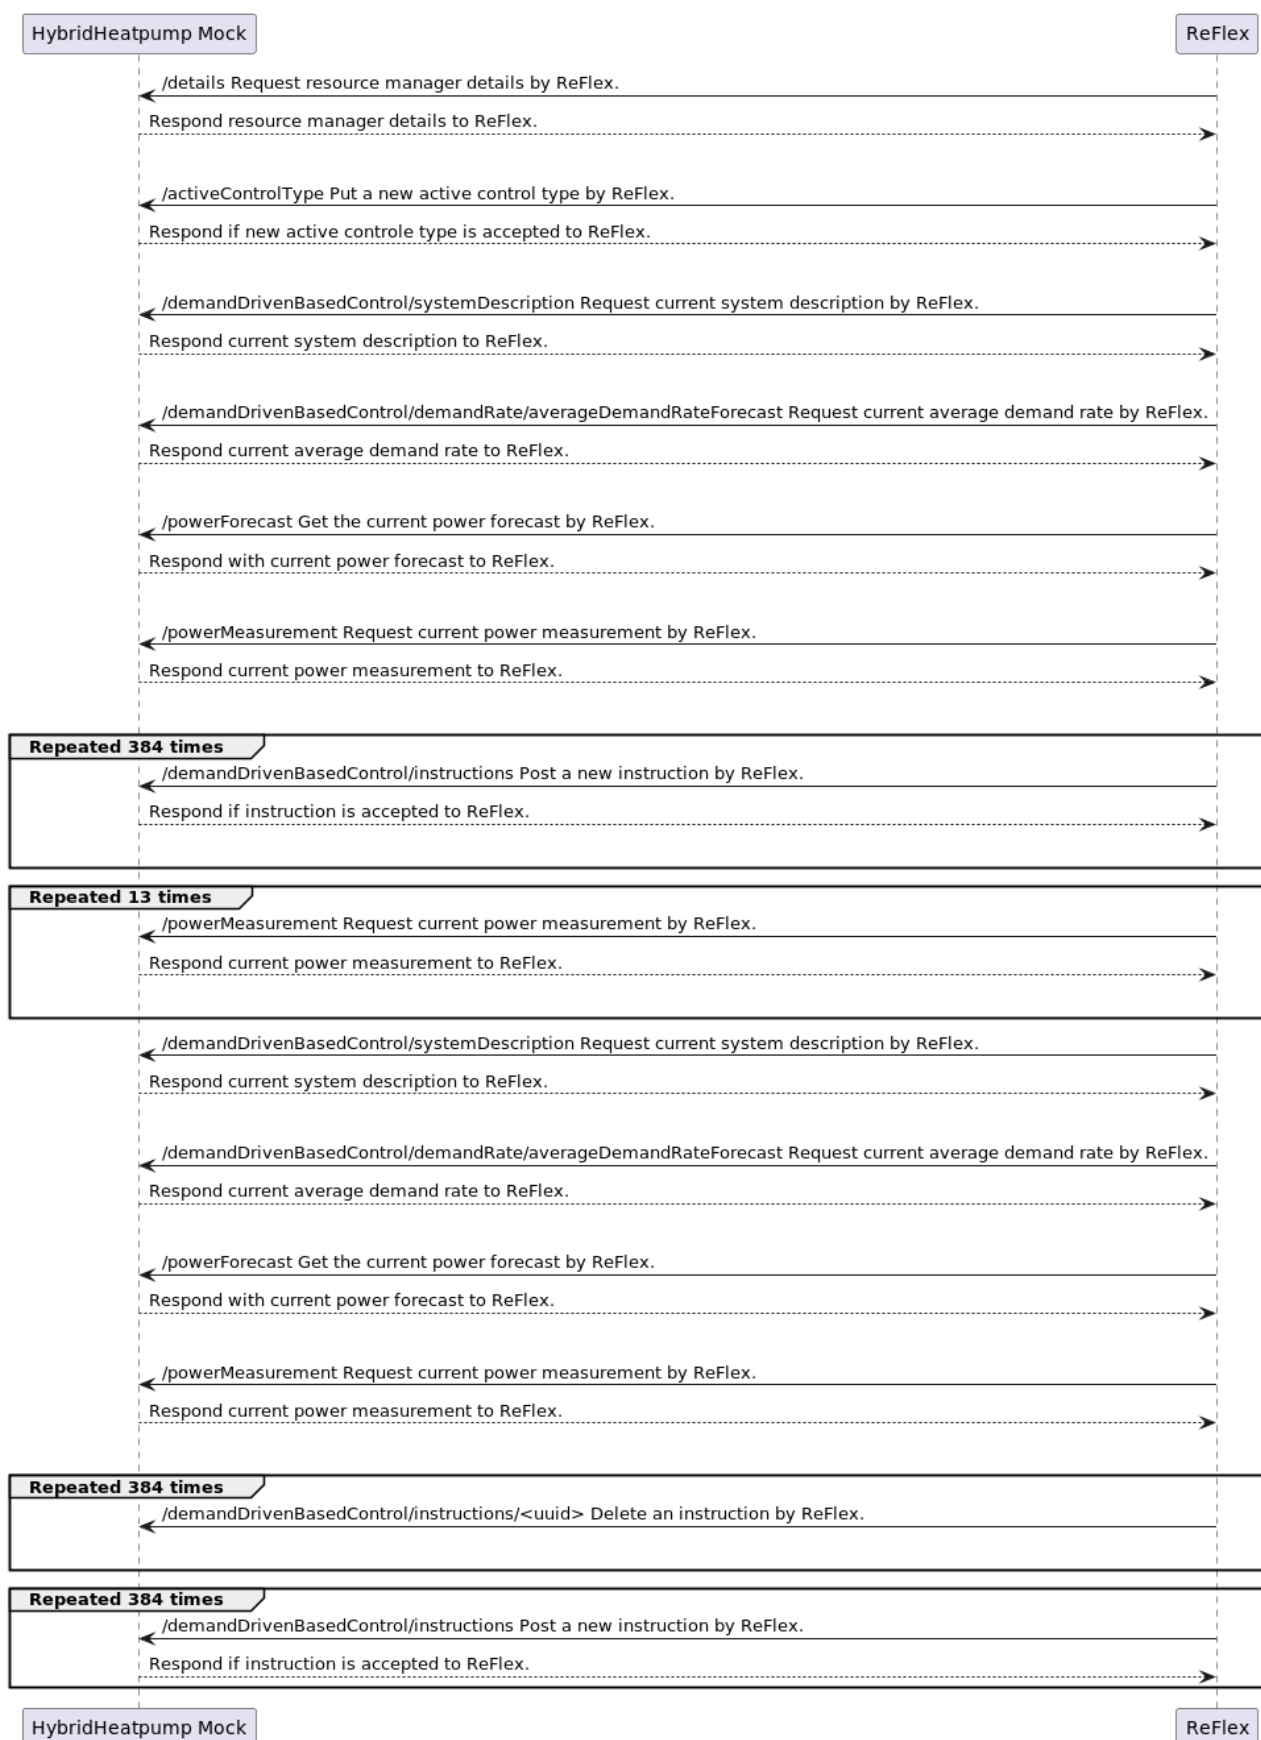 HybridHeatpump Mock
ReFlex
/details Request resource manager details by ReFlex.
Respond resource manager details to ReFlex.
/activeControlType Put a new active control type by ReFlex.
Respond if new active controle type is accepted to ReFlex.
/demandDrivenBasedControl/systemDescription Request current system description by ReFlex.
Respond current system description to ReFlex.
/demandDrivenBasedControl/demandRate/averageDemandRateForecast Request current average demand rate by ReFlex.
Respond current average demand rate to ReFlex.
/powerForecast Get the current power forecast by ReFlex.
Respond with current power forecast to ReFlex.
/powerMeasurement Request current power measurement by ReFlex.
Respond current power measurement to ReFlex.
Repeated 384 times
/demandDrivenBasedControl/instructions Post a new instruction by ReFlex.
Respond if instruction is accepted to ReFlex.
Repeated 13 times
/powerMeasurement Request current power measurement by ReFlex.
Respond current power measurement to ReFlex.
/demandDrivenBasedControl/systemDescription Request current system description by ReFlex.
Respond current system description to ReFlex.
/demandDrivenBasedControl/demandRate/averageDemandRateForecast Request current average demand rate by ReFlex.
Respond current average demand rate to ReFlex.
/powerForecast Get the current power forecast by ReFlex.
Respond with current power forecast to ReFlex.
/powerMeasurement Request current power measurement by ReFlex.
Respond current power measurement to ReFlex.
Repeated 384 times
/demandDrivenBasedControl/instructions/<uuid> Delete an instruction by ReFlex.
Repeated 384 times
/demandDrivenBasedControl/instructions Post a new instruction by ReFlex.
Respond if instruction is accepted to ReFlex.
HybridHeatpump Mock
ReFlex